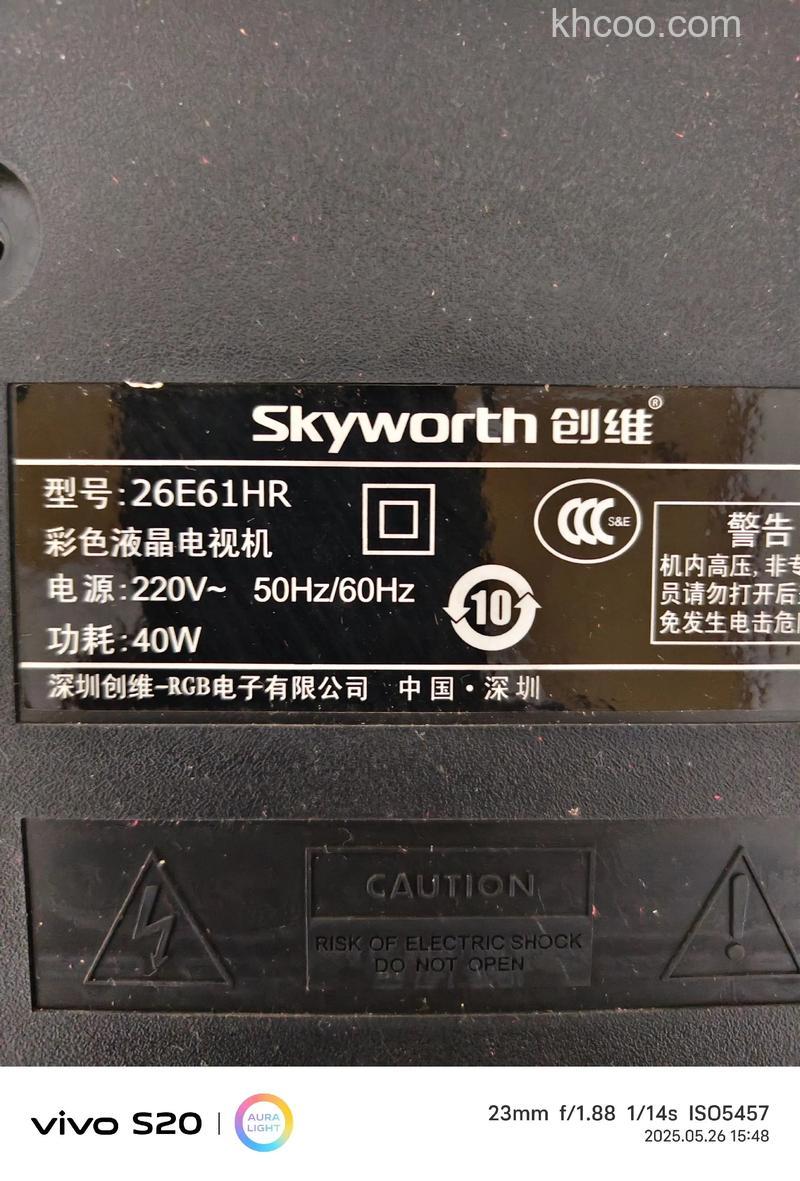 khcoo.com
Skyworth 创维®
型号:26E61HR
彩色液晶电视机
电源:220V~ 50Hz/60Hz
功耗:40W
CCC S&E
10
警告
机内高压,非专
员请勿打开后
免发生电击危
深圳创维-RGB电子有限公司 中国·深圳
CAUTION
RISK OF ELECTRIC SHOCK
DO NOT OPEN
vivo S20 | AURA LIGHT
23mm f/1.88 1/14s ISO5457
2025.05.26 15:48